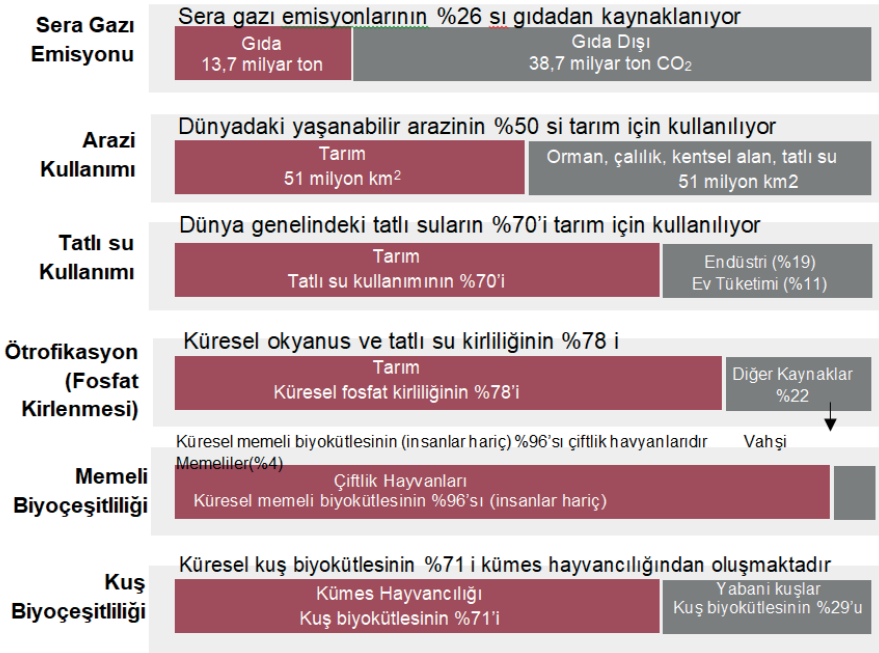 Sera Gazı
Emisyonu
Sera gazı emisyonlarının %26 sı gıdadan kaynaklanıyor
Gıda
13,7 milyar ton
Gıda Dışı
38,7 milyar ton CO₂
Arazi
Kullanımı
Dünyadaki yaşanabilir arazinin %50 si tarım için kullanılıyor
Tarım
51 milyon km²
Orman, çalılık, kentsel alan, tatlı su
51 milyon km2
Tatlı su
Kullanımı
Dünya genelindeki tatlı suların %70’i tarım için kullanılıyor
Tarım
Tatlı su kullanımının %70’i
Endüstri (%19)
Ev Tüketimi (%11)
Ötrofikasyon
(Fosfat
Kirlenmesi)
Küresel okyanus ve tatlı su kirliliğinin %78 i
Tarım
Küresel fosfat kirliliğinin %78’i
Diğer Kaynaklar
%22
Memeli
Biyoçeşitliliği
Küresel memeli biyokütlesinin (insanlar hariç) %96’sı çiftlik havyanlarıdır Vahşi
Memeliler(%4)
Çiftlik Hayvanları
Küresel memeli biyokütlesinin %96’sı (insanlar hariç)
Kuş
Biyoçeşitliliği
Küresel kuş biyokütlesinin %71 i kümes hayvancılığından oluşmaktadır
Kümes Hayvancılığı
Kuş biyokütlesinin %71’i
Yabani kuşlar
Kuş biyokütlesinin %29’u